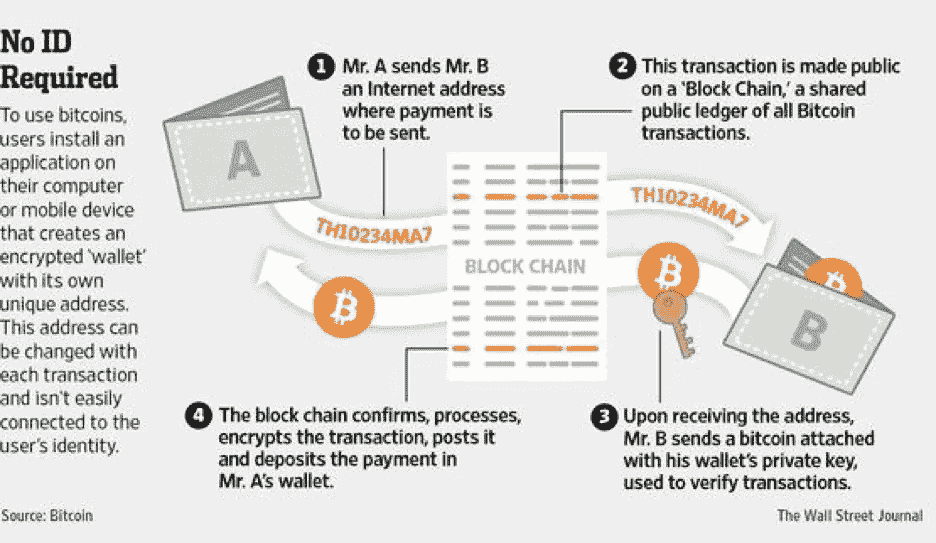 No ID
Required
To use bitcoins,
users install an
application on
their computer
or mobile device
that creates an
encrypted ‘wallet’
with its own
unique address.
This address can
be changed with
each transaction
and isn't easily
connected to the
user's identity.
1 Mr. A sends Mr. B
an Internet address
where payment is
to be sent.
2 This transaction is made public
on a ‘Block Chain,’ a shared
public ledger of all Bitcoin
transactions.
A
THI0234MA7
THI0234MA7
BLOCK CHAIN
B
3 Upon receiving the address,
Mr. B sends a bitcoin attached
with his wallet's private key,
used to verify transactions.
4 The block chain confirms, processes,
encrypts the transaction, posts it
and deposits the payment in
Mr. A's wallet.
Source: Bitcoin
The Wall Street Journal